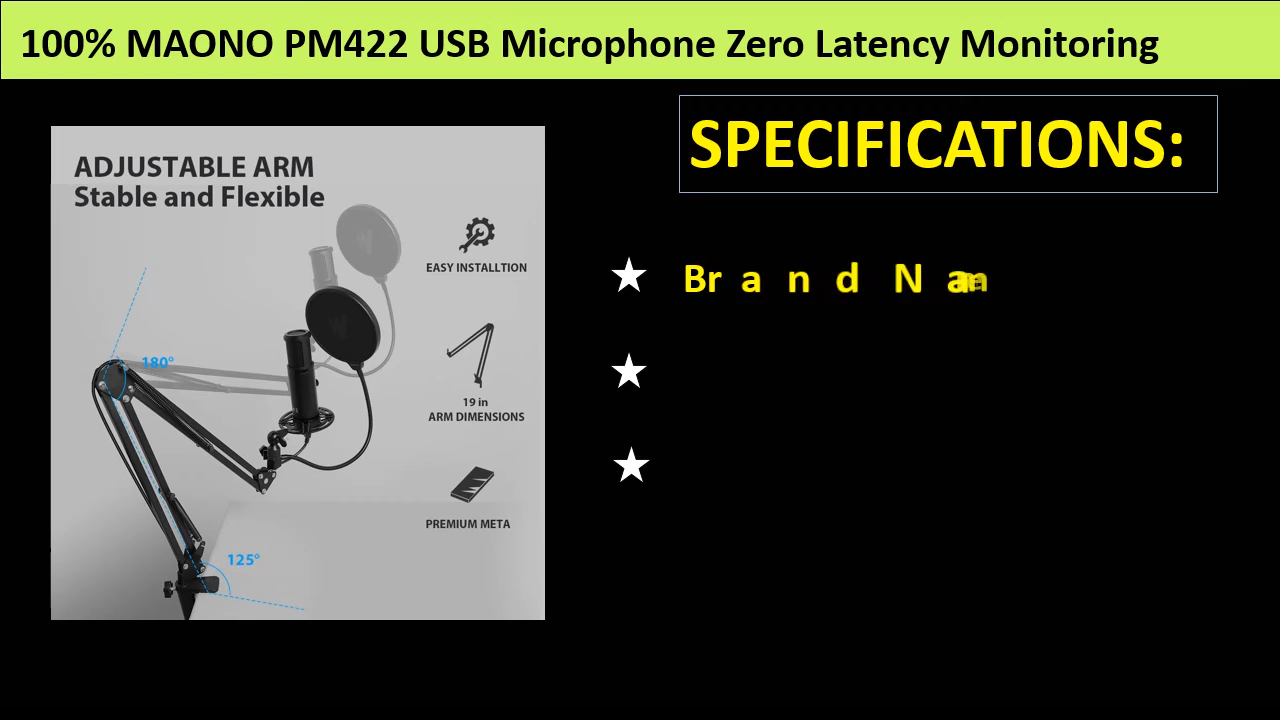 100% MAONO PM422 USB Microphone Zero Latency Monitoring
SPECIFICATIONS:
ADJUSTABLE ARM
Stable and Flexible
EASY INSTALLTION
180°
19 in
ARM DIMENSIONS
PREMIUM META
125°
Brand